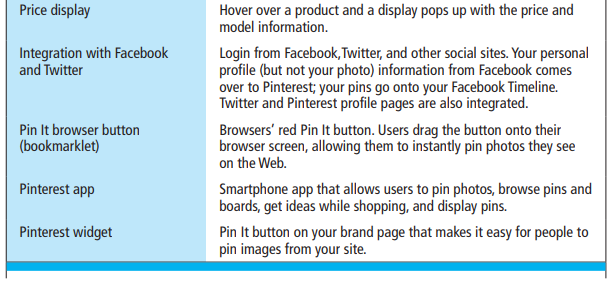 Price display
Hover over a product and a display pops up with the price and
model information.
Integration with Facebook
and Twitter
Login from Facebook,Twitter, and other social sites. Your personal
profile (but not your photo) information from Facebook comes
over to Pinterest; your pins go onto your Facebook Timeline.
Twitter and Pinterest profile pages are also integrated.
Pin It browser button
(bookmarklet)
Browsers’ red Pin It button. Users drag the button onto their
browser screen, allowing them to instantly pin photos they see
on the Web.
Pinterest app
Smartphone app that allows users to pin photos, browse pins and
boards, get ideas while shopping, and display pins.
Pinterest widget
Pin It button on your brand page that makes it easy for people to
pin images from your site.